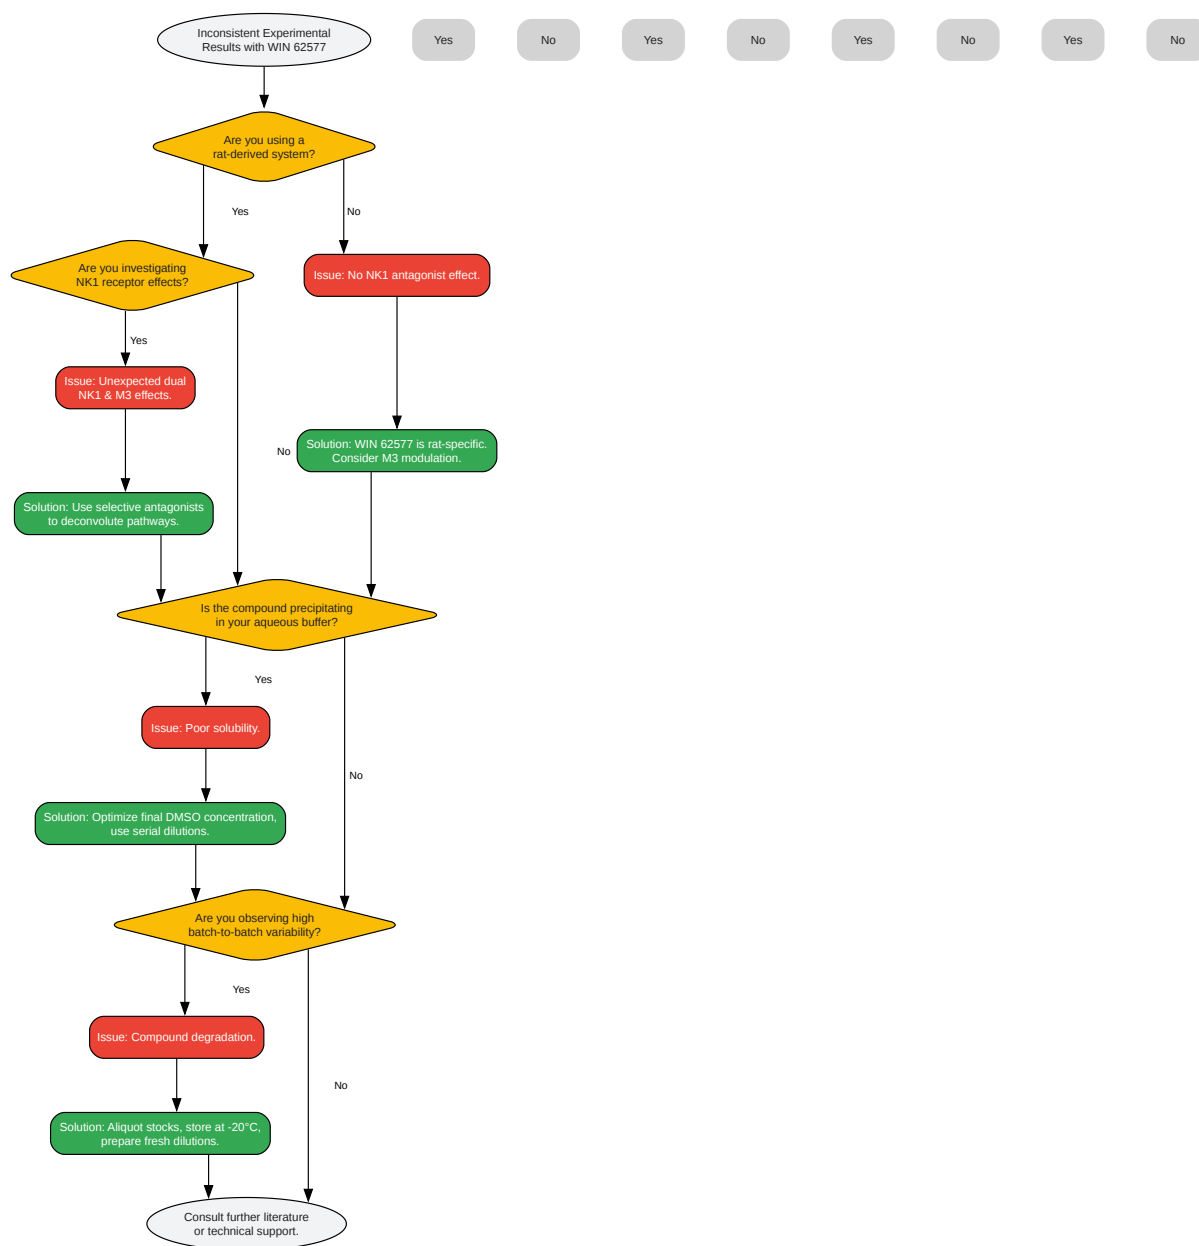 Inconsistent Experimental
Results with WIN 62577
Yes
No
Yes
No
Yes
No
Yes
No
Are you using a
rat-derived system?
Yes
No
Are you investigating
NK1 receptor effects?
Issue: No NK1 antagonist effect.
Yes
Issue: Unexpected dual
NK1 & M3 effects.
No
Solution: WIN 62577 is rat-specific.
Consider M3 modulation.
Solution: Use selective antagonists
to deconvolute pathways.
Is the compound precipitating
in your aqueous buffer?
Yes
Issue: Poor solubility.
No
Solution: Optimize final DMSO concentration,
use serial dilutions.
Are you observing high
batch-to-batch variability?
Yes
Issue: Compound degradation.
No
Solution: Aliquot stocks, store at -20°C,
prepare fresh dilutions.
Consult further literature
or technical support.